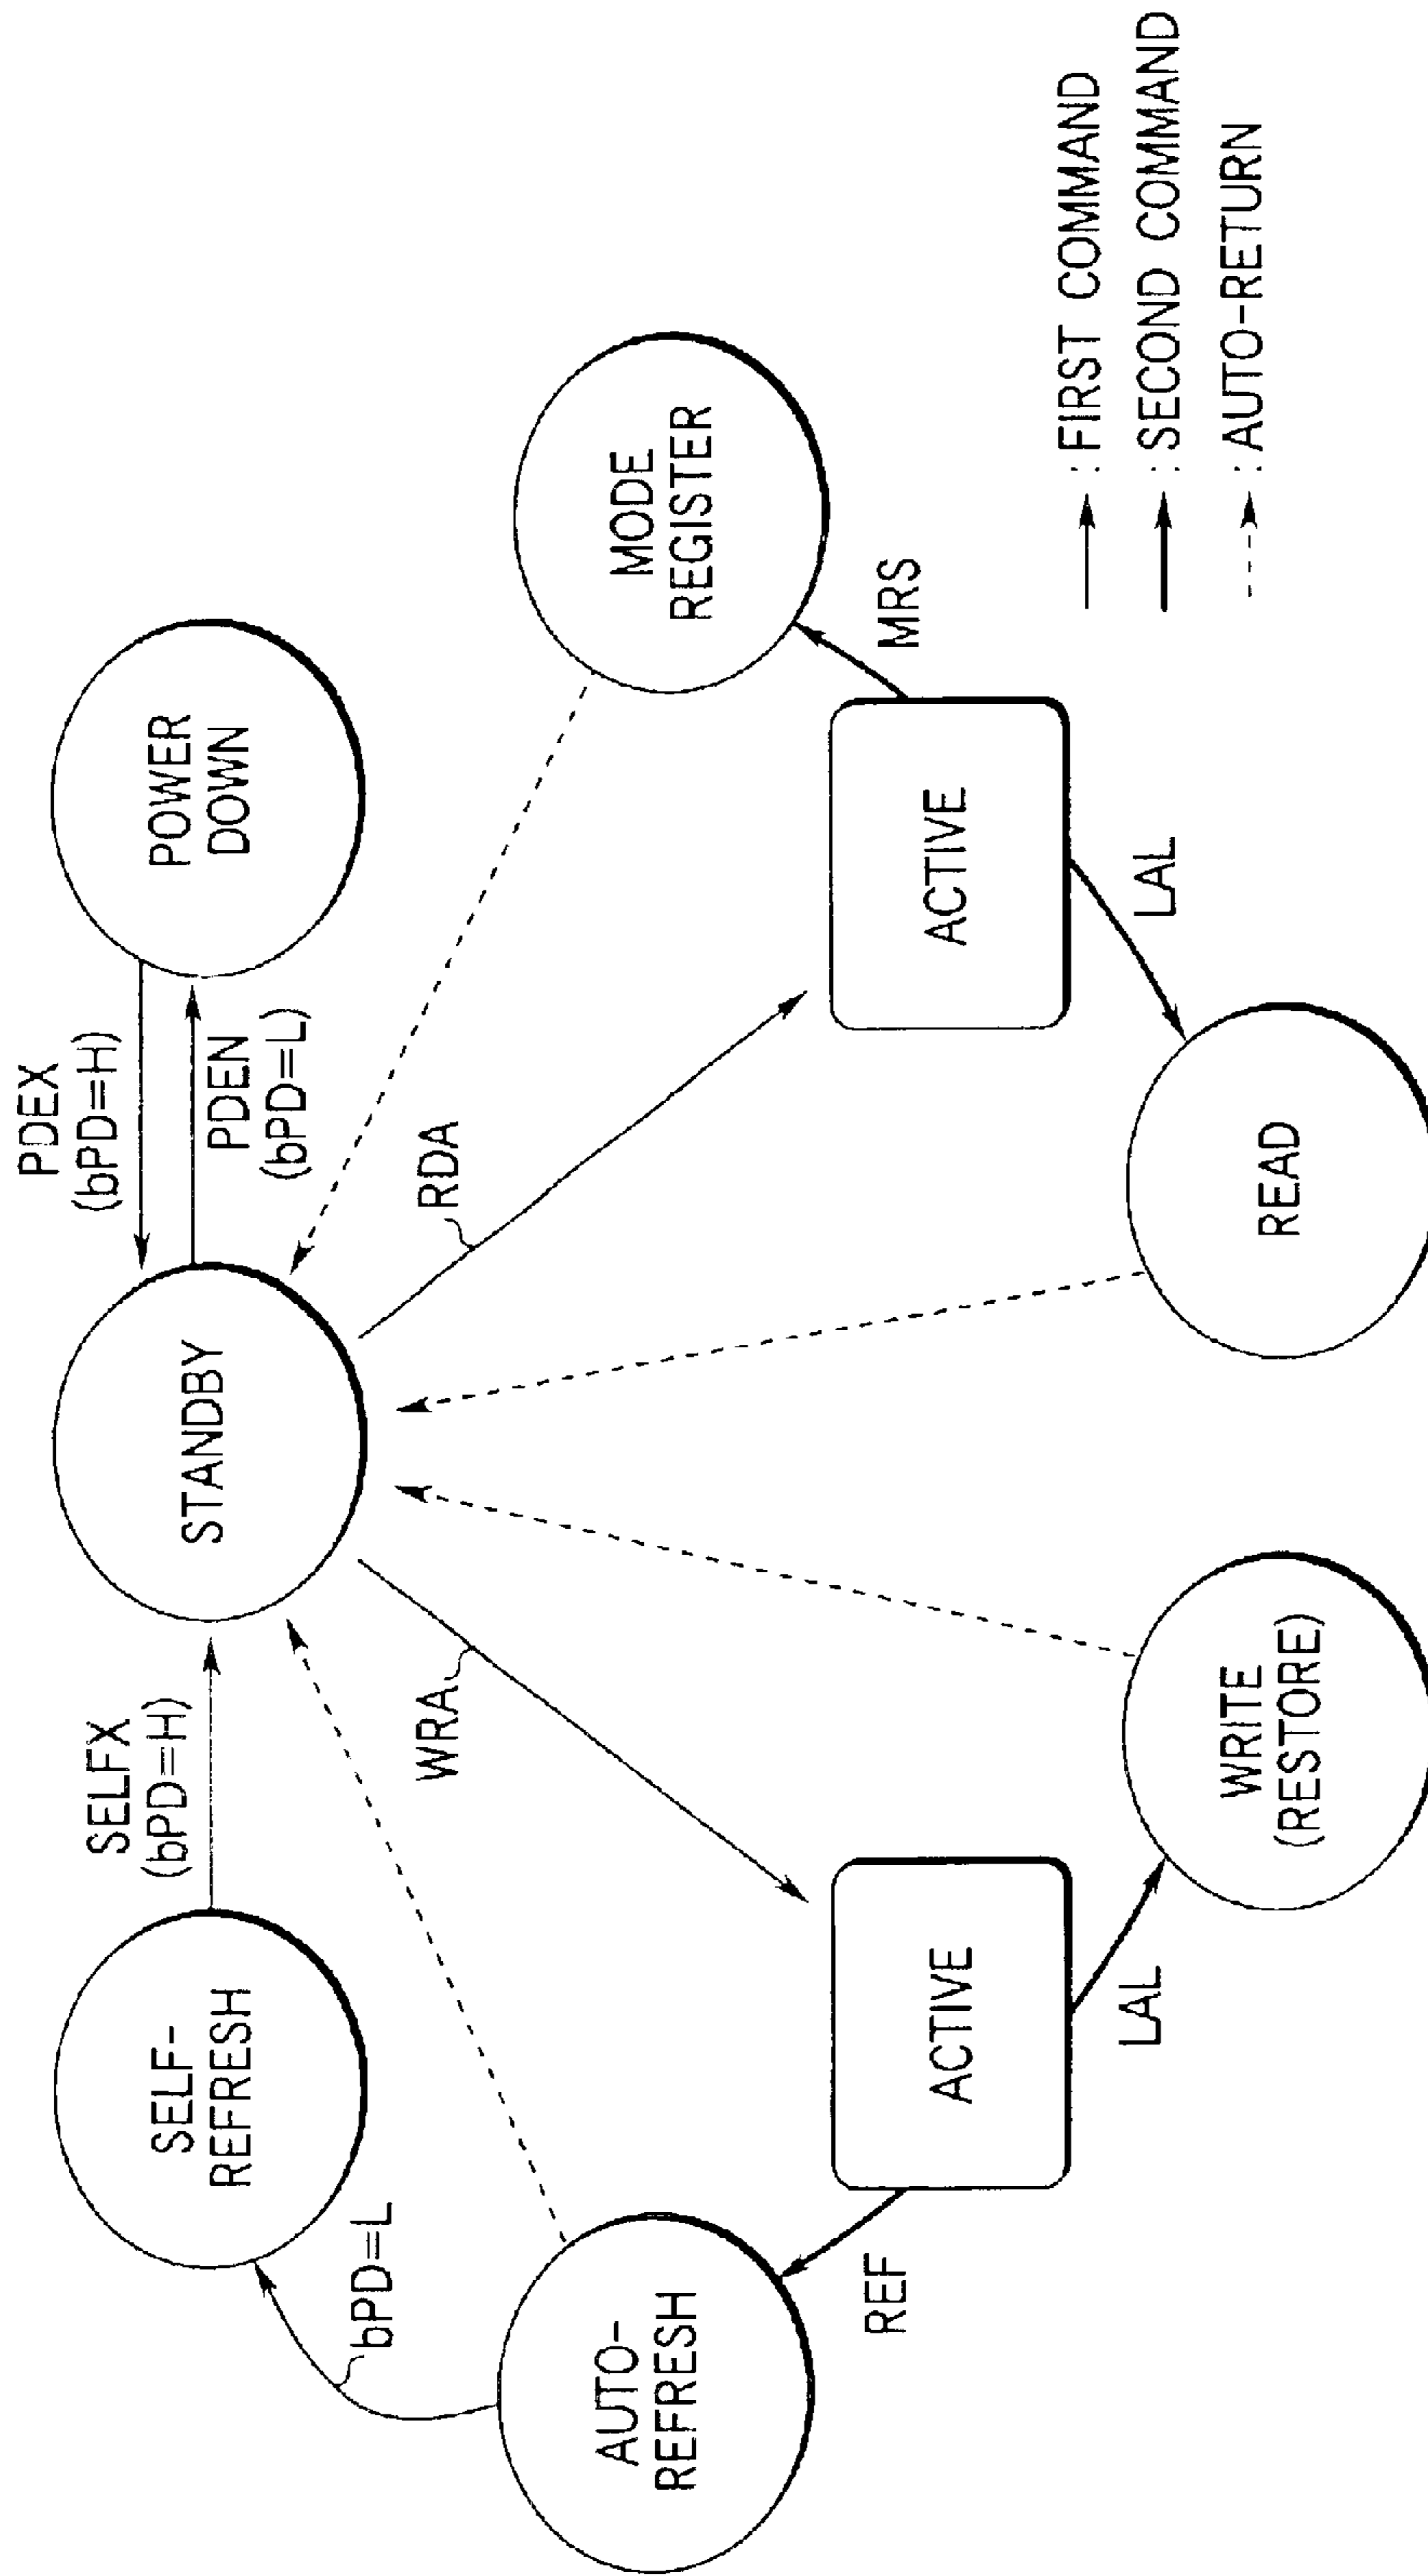 SELFX
(bPD=H)
PDEX
(bPD=H)
SELF-
REFRESH
STANDBY
POWER
DOWN
PDEN
(bPD=L)
bPD=L
WRA
RDA
AUTO-
REFRESH
MODE
REGISTER
REF
MRS
ACTIVE
ACTIVE
LAL
LAL
WRITE
(RESTORE)
READ
: FIRST COMMAND
: SECOND COMMAND
: AUTO-RETURN